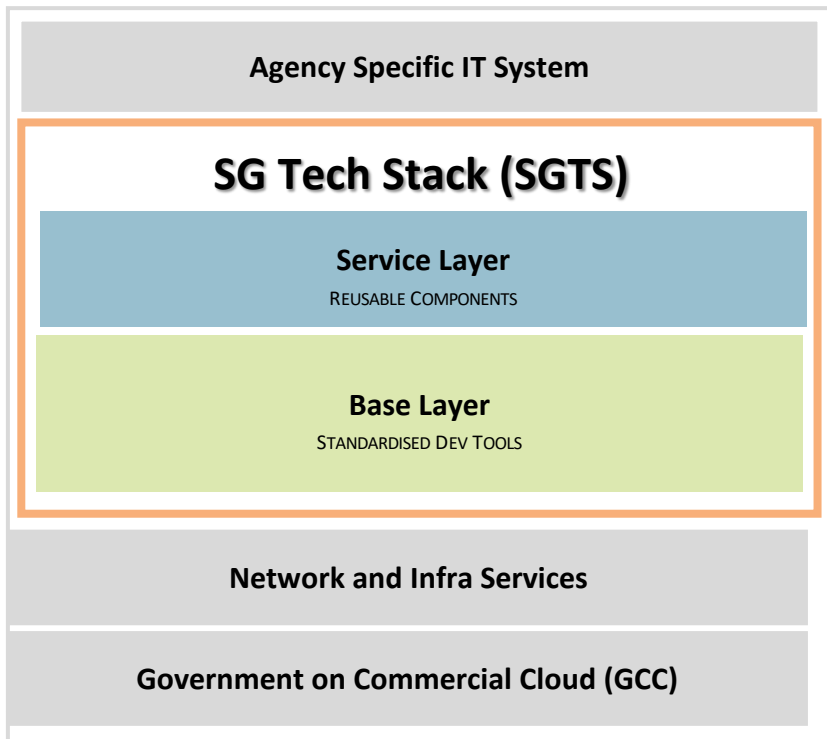 Agency Specific IT System
SG Tech Stack (SGTS)
Service Layer
REUSABLE COMPONENTS
Base Layer
STANDARDISED DEV TOOLS
Network and Infra Services
Government on Commercial Cloud (GCC)